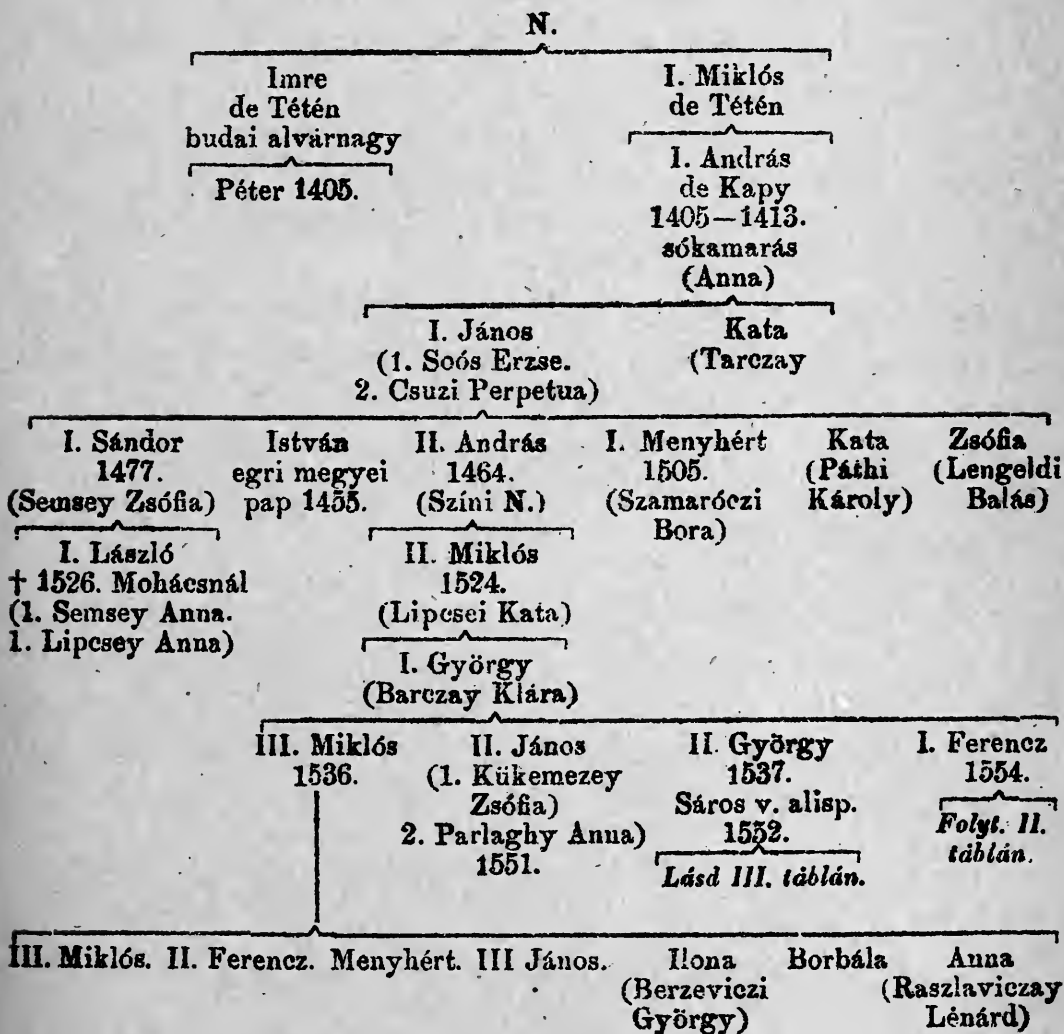 N.
Imre
de Tétén
budai alvárnagy
Péter 1405.
I. Miklós
de Tétén
I. András
de Kapy
1405—1413.
sókamarás
(Anna)
I. János
(1. Soós Erzse.
2. Csuzi Perpetua)
Kata
(Tarczay
I. Sándor
1477.
(Semsey Zsófia)
István
egri megyei
pap 1455.
II. András
1464.
(Színi N.)
I. Menyhért
1505.
(Szamaróczi
Bora)
Kata
(Páthi
Károly)
Zsófia
(Lengeldi
Balás)
I. László
† 1526. Mohácsnál
(1. Semsey Anna.
1. Lipcsey Anna)
II. Miklós
1524.
(Lipcsei Kata)
I. György
(Barczay Klára)
III. Miklós
1536.
II. János
(1. Kükemezey
Zsófia)
2. Parlaghy Anna)
1551.
II. György
1537.
Sáros v. alisp.
1552.
Lásd III. táblán.
I. Ferencz
1554.
Folyt. II.
táblán.
III. Miklós. II. Ferencz. Menyhért. III János. Ilona Borbála Anna
(Berzeviczi (Raszlaviczay
György) Lénárd)